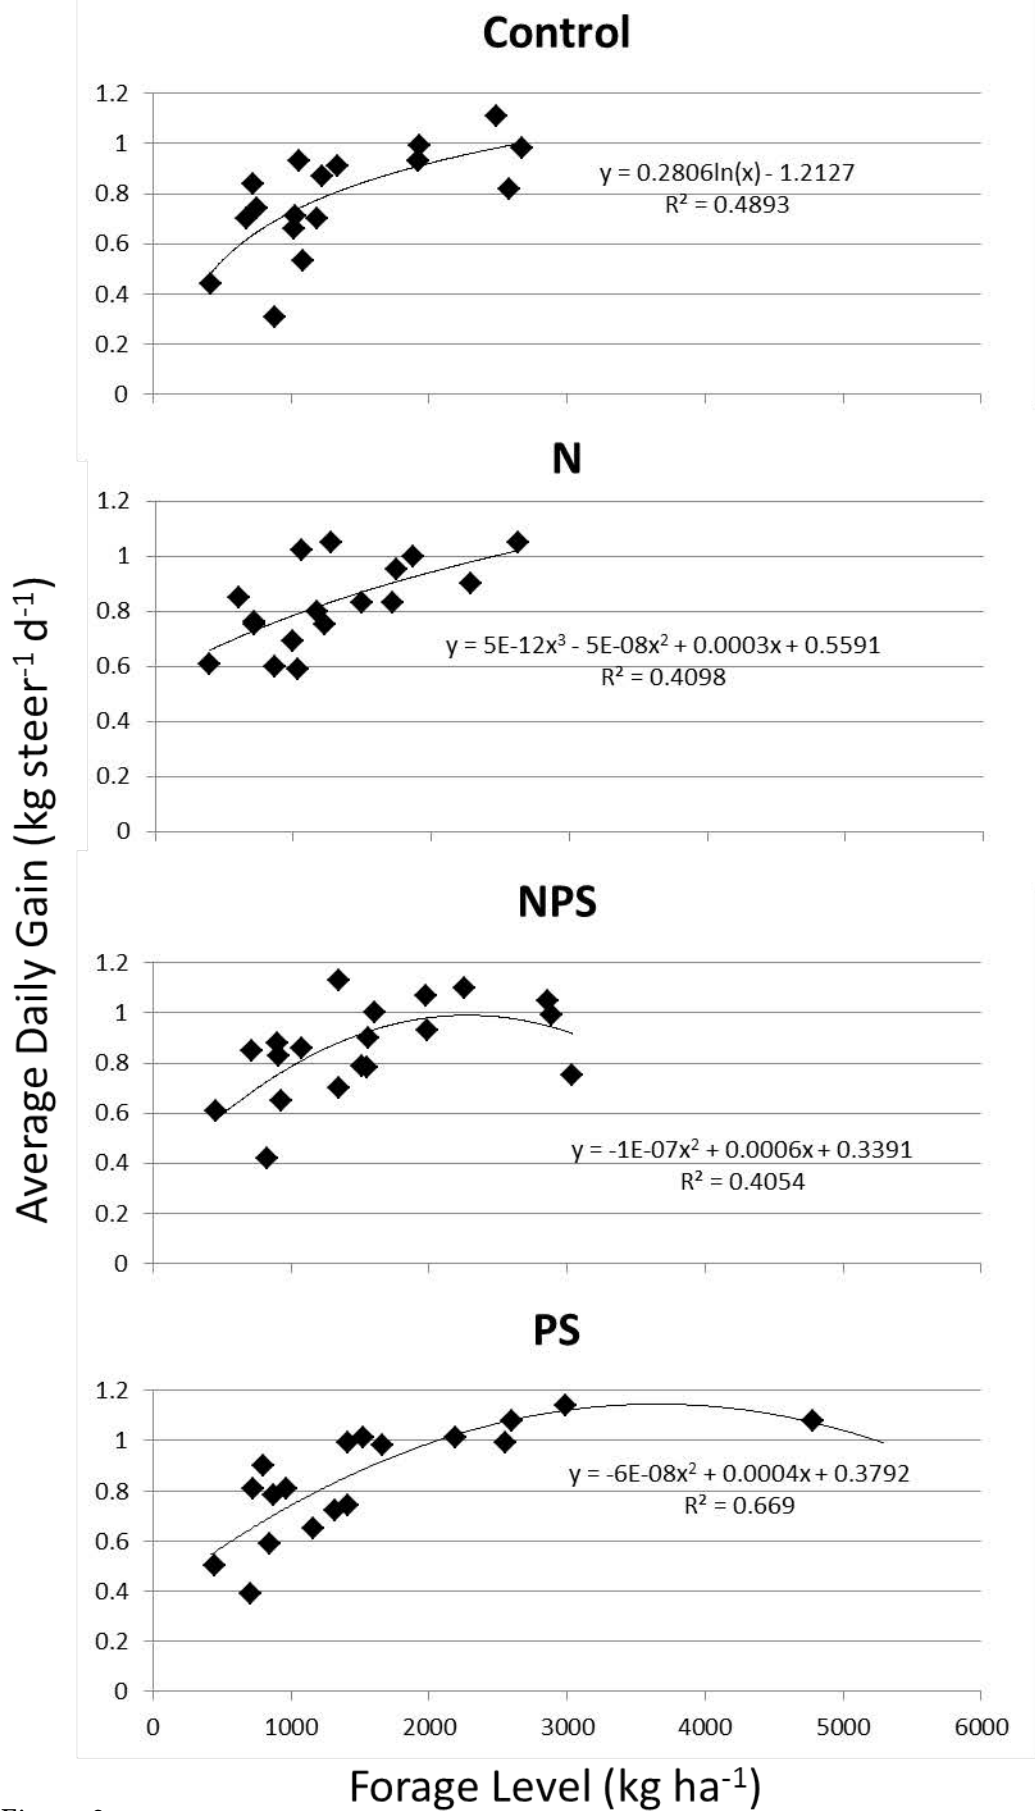 Control
1.2
1
0.8
0.6
0.4
0.2
0
y = 0.2806ln(x) - 1.2127
R² = 0.4893
N
1.2
1
0.8
0.6
0.4
0.2
0
y = 5E-12x³ - 5E-08x² + 0.0003x + 0.5591
R² = 0.4098
Average Daily Gain (kg steer⁻¹ d⁻¹)
NPS
1.2
1
0.8
0.6
0.4
0.2
0
y = -1E-07x² + 0.0006x + 0.3391
R² = 0.4054
PS
1.2
1
0.8
0.6
0.4
0.2
0
y = -6E-08x² + 0.0004x + 0.3792
R² = 0.669
0 1000 2000 3000 4000 5000 6000
Forage Level (kg ha⁻¹)